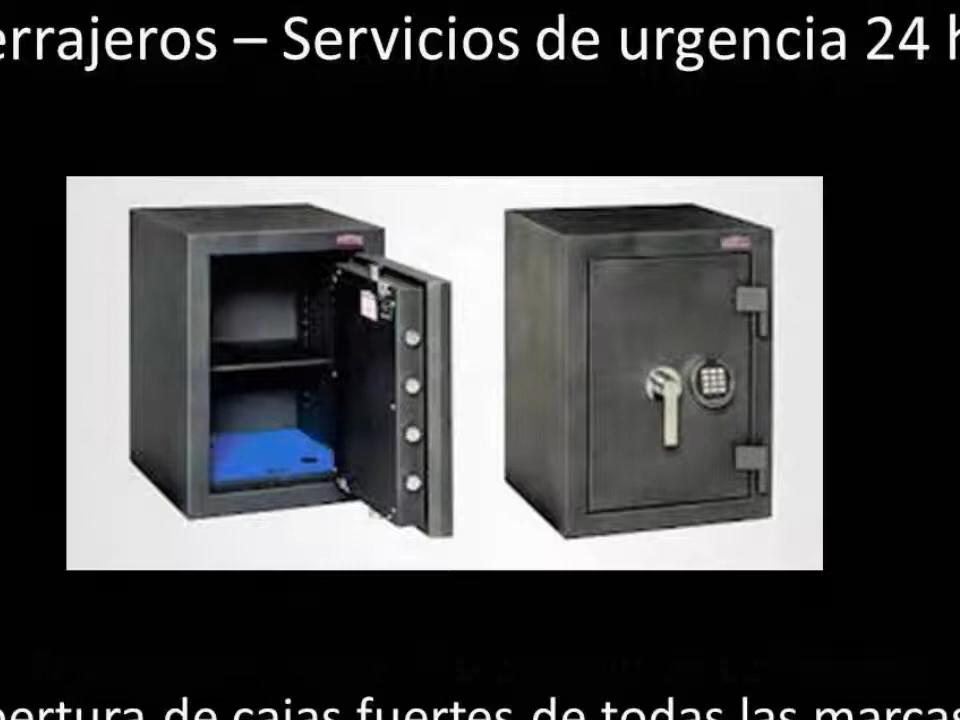 errajeros – Servicios de urgencia 24 h
pertura de cajas fuertes de todas las marcas